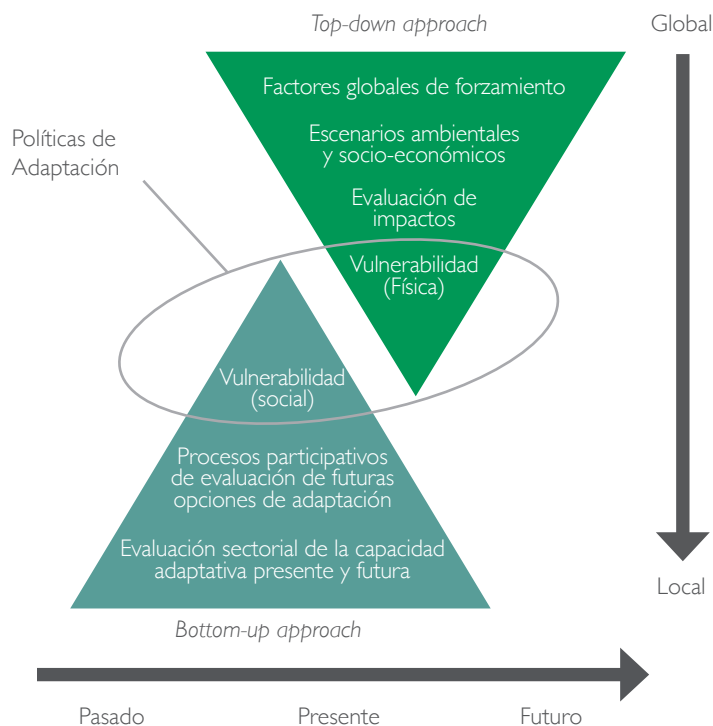 Top-down approach
Global
Factores globales de forzamiento
Escenarios ambientales
y socio-económicos
Políticas de
Adaptación
Evaluación de
impactos
Vulnerabilidad
(Física)
Vulnerabilidad
(social)
Procesos participativos
de evaluación de futuras
opciones de adaptación
Evaluación sectorial de la capacidad
adaptativa presente y futura
Local
Bottom-up approach
Pasado
Presente
Futuro